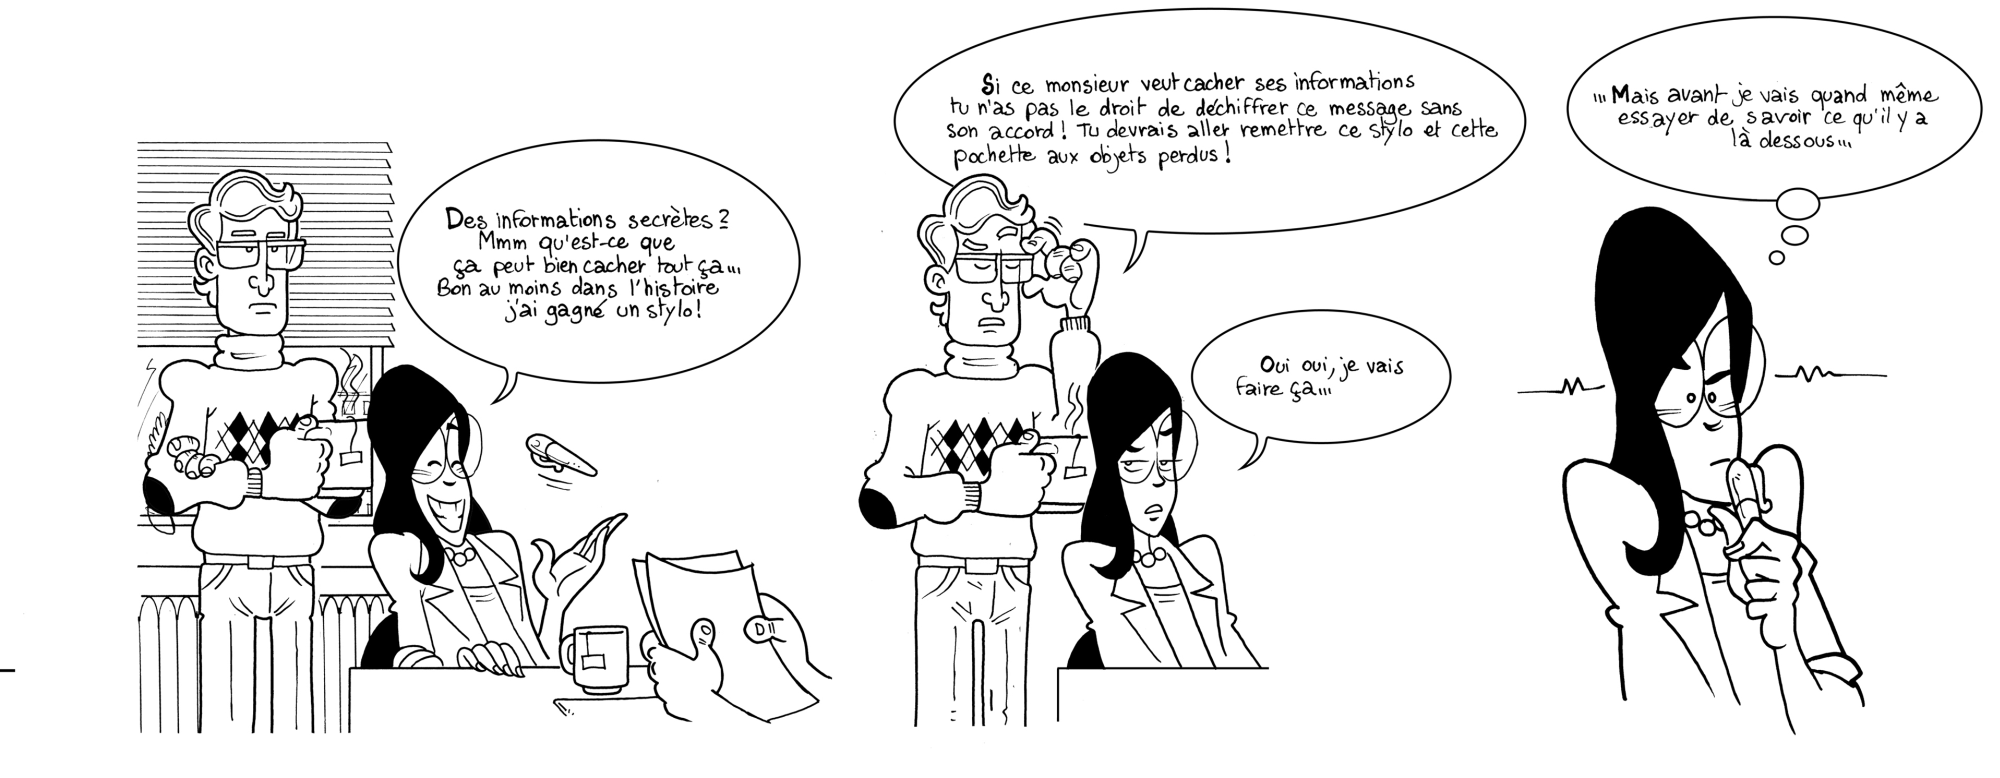 Des informations secrètes ?
Mmm qu'est-ce que
ça peut bien cacher tout ça...
Bon au moins dans l'histoire
j'ai gagné un stylo !
Si ce monsieur veut cacher ses informations
tu n'as pas le droit de déchiffrer ce message sans
son accord ! Tu devrais aller remettre ce stylo et cette
pochette aux objets perdus !
Oui oui, je vais
faire ça...
... Mais avant je vais quand même
essayer de savoir ce qu'il y a
là dessous...